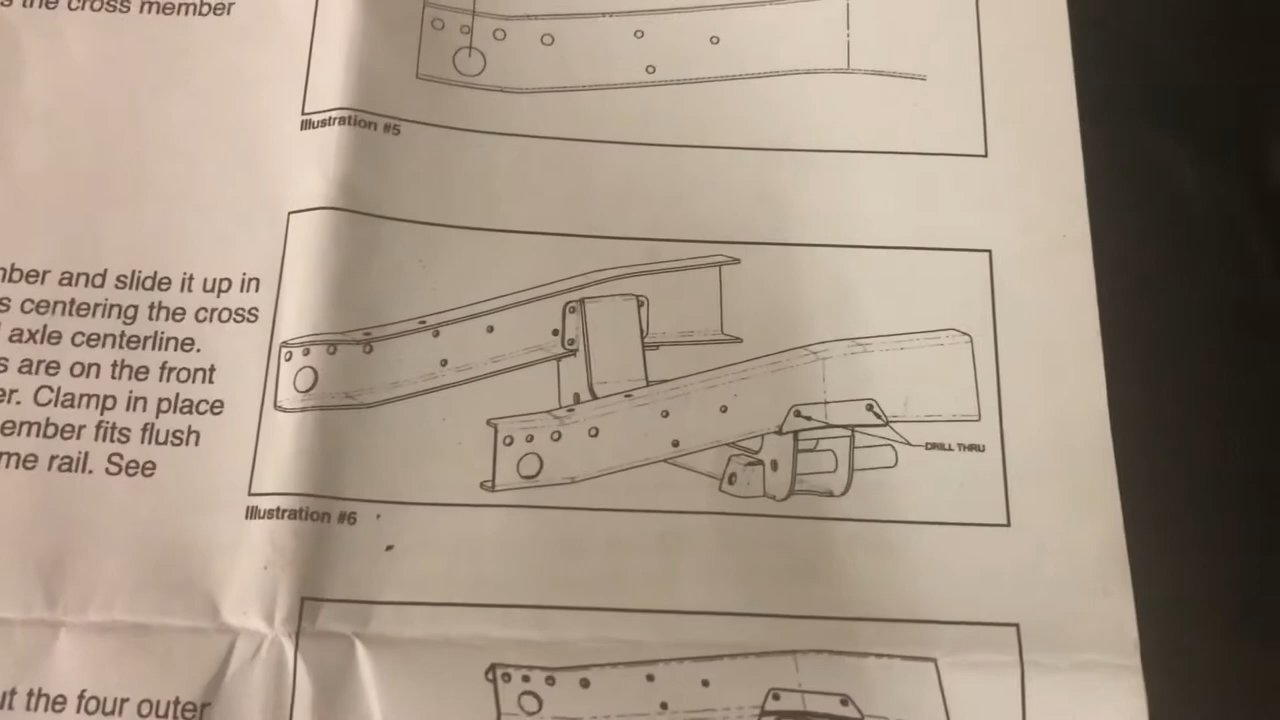 s the cross member
Illustration #5
nber and slide it up in
s centering the cross
axle centerline.
s are on the front
er. Clamp in place
ember fits flush
me rail. See
DRILL THRU
Illustration #6
ut the four outer